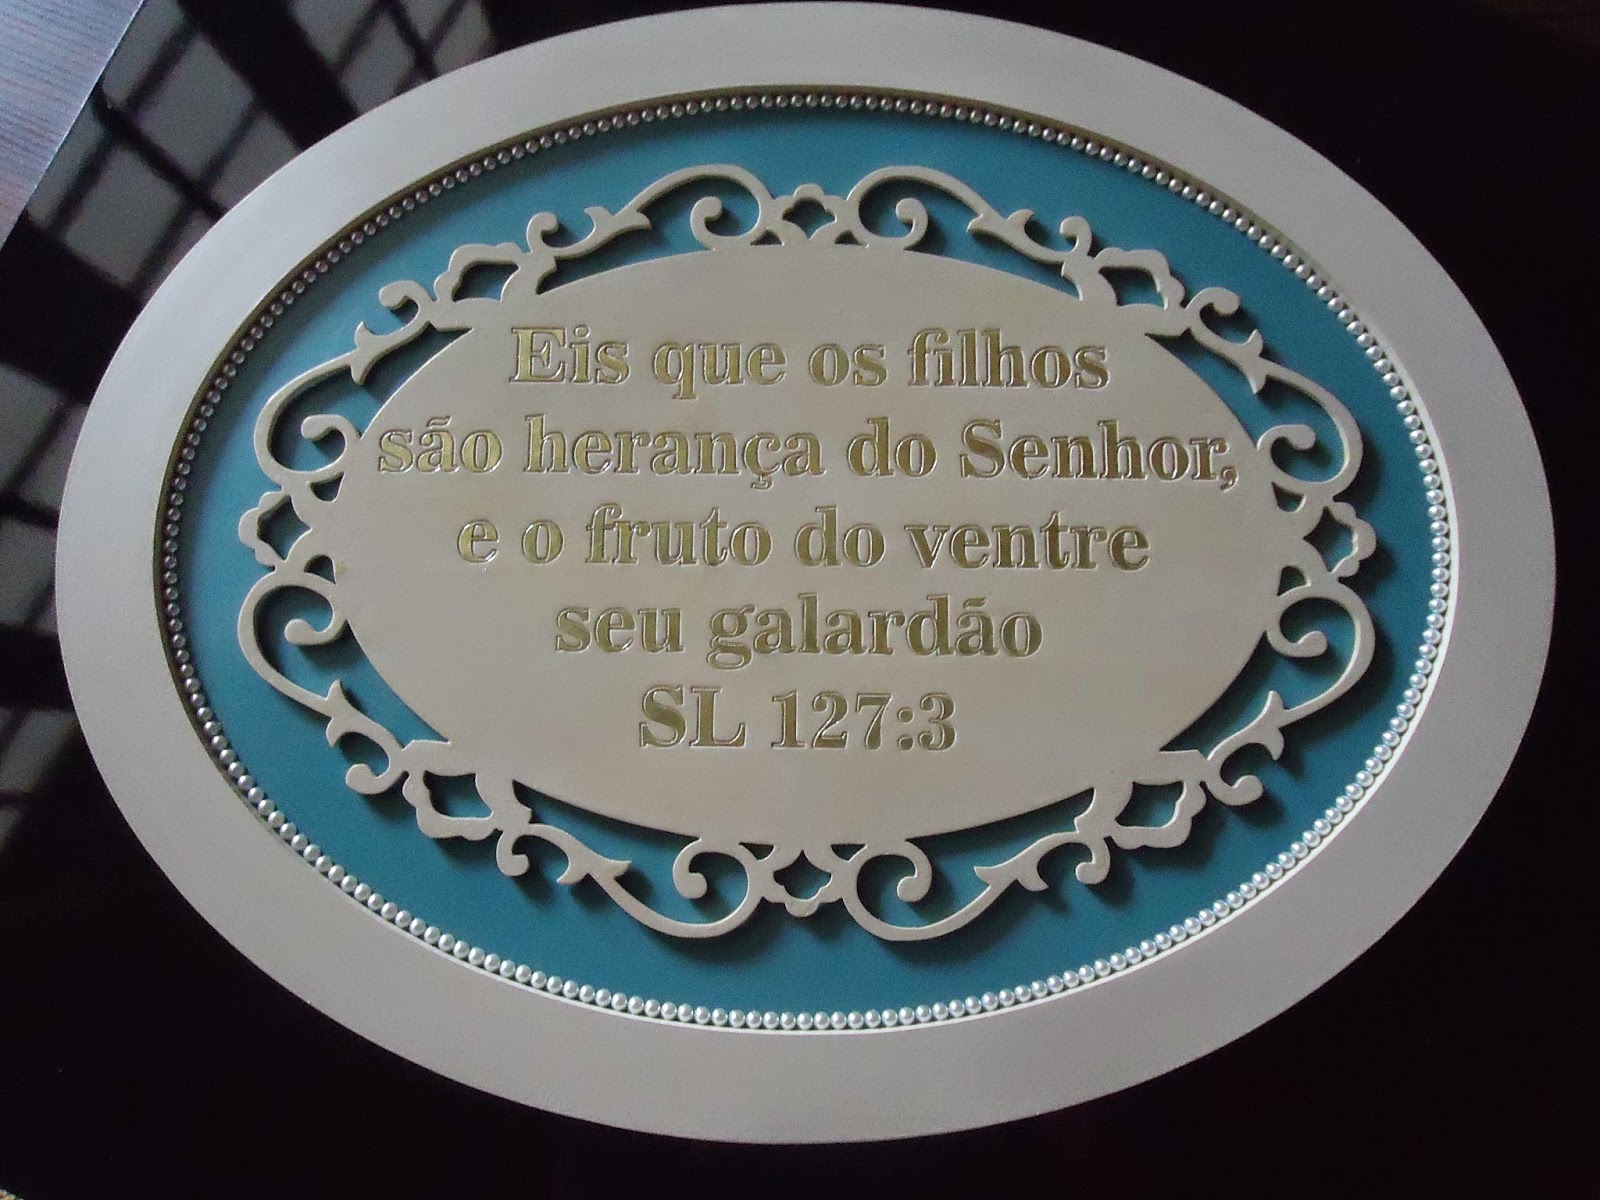 Eis que os filhos
são herança do Senhor,
e o fruto do ventre
seu galardão
SL 127:3